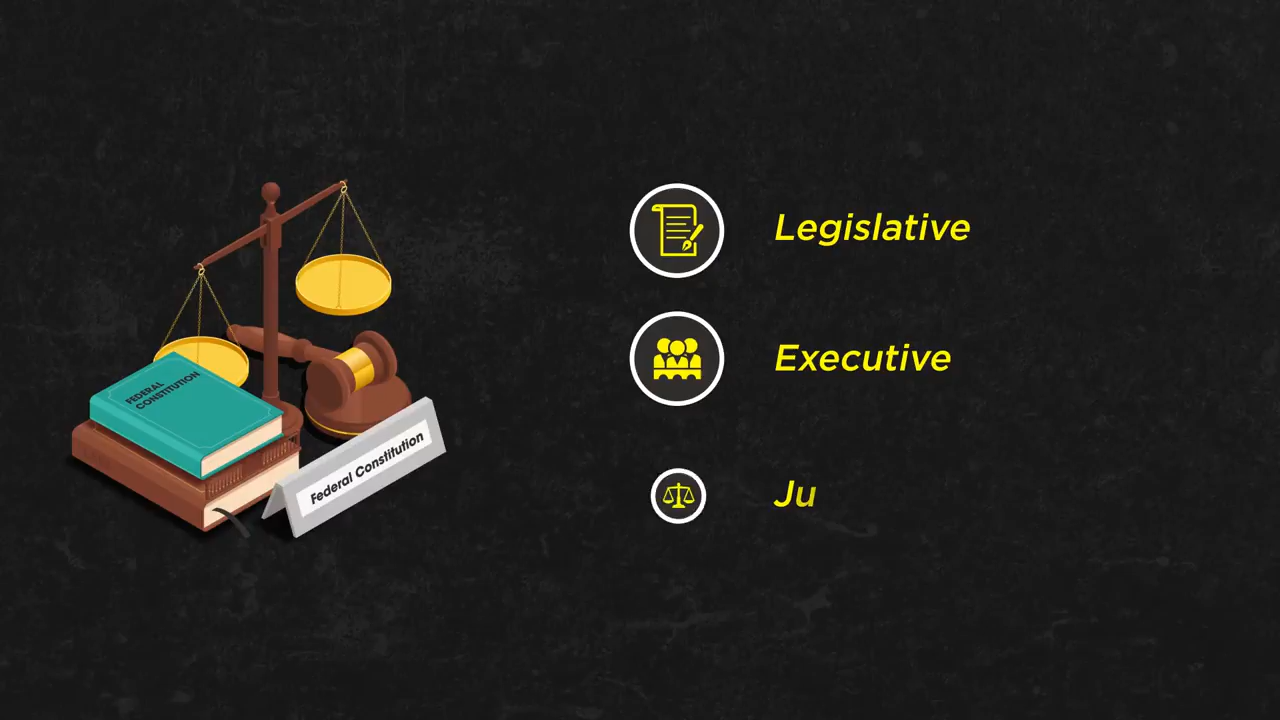 FEDERAL
CONSTITUTION
Federal Constitution
Legislative
Executive
Ju